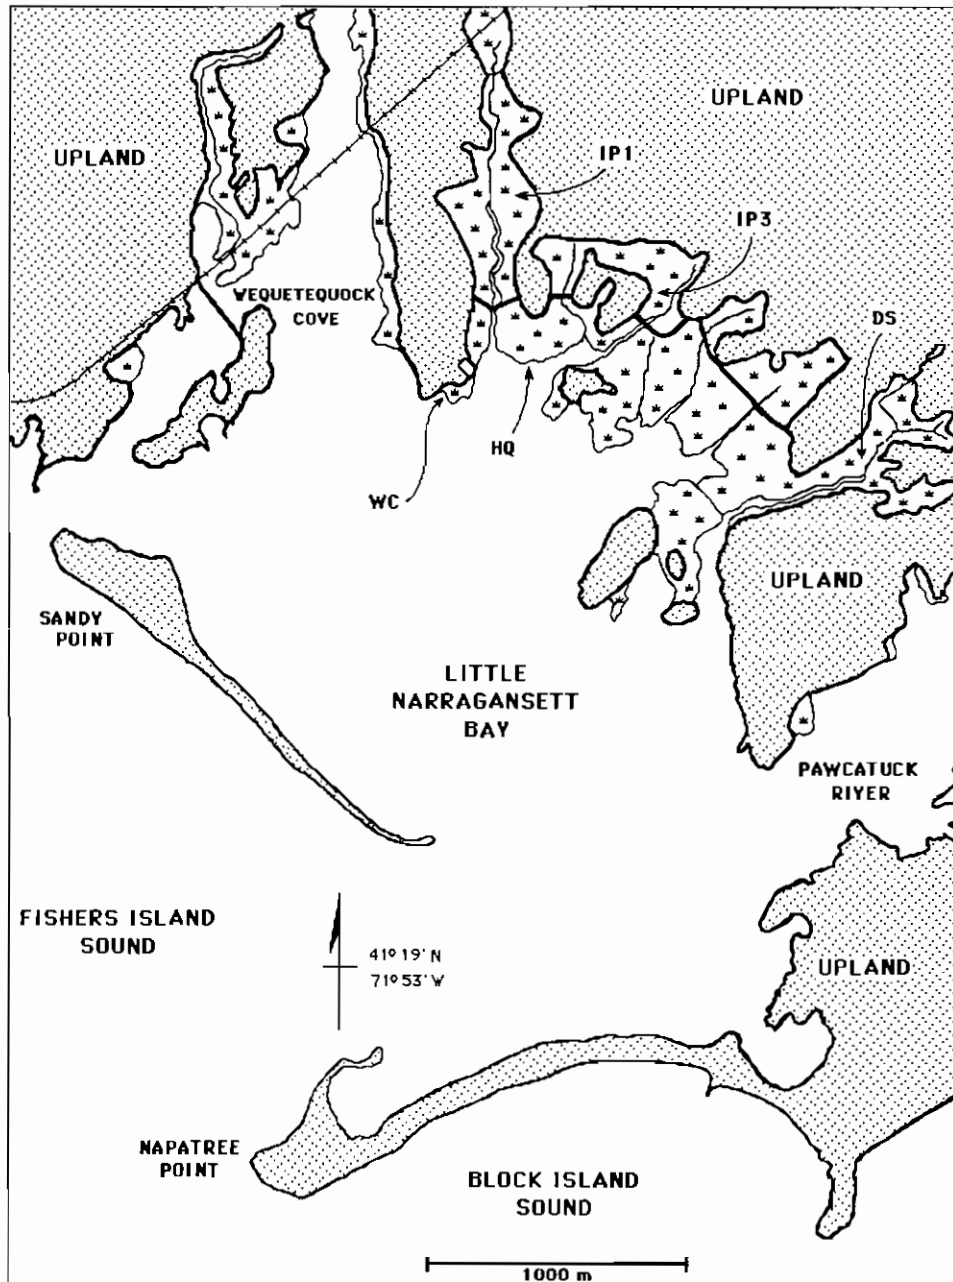 UPLAND
UPLAND
IP1
IP3
WEQUETEQUOCK
COVE
DS
HQ
WC
UPLAND
SANDY
POINT
LITTLE
NARRAGANSETT
BAY
PAWCATUCK
RIVER
FISHERS ISLAND
SOUND
41° 19' N
71° 53' W
UPLAND
NAPATREE
POINT
BLOCK ISLAND
SOUND
1000 m